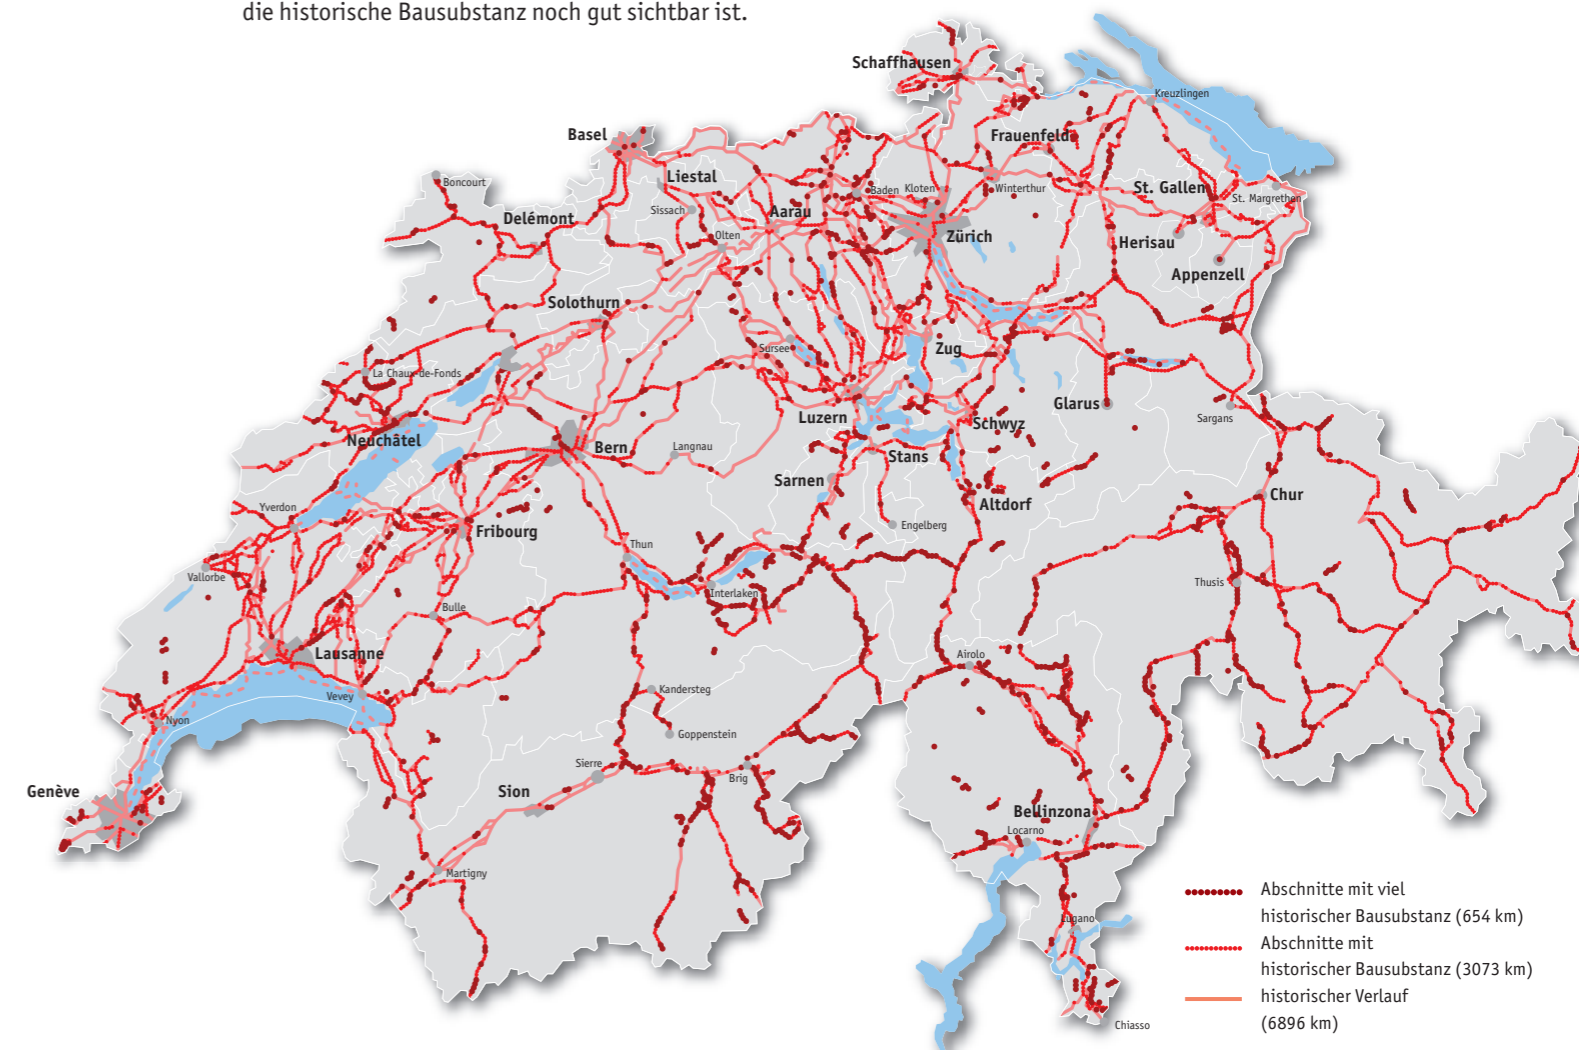 die historische Bausubstanz noch gut sichtbar ist.
Schaffhausen
Kreuzlingen
Basel
Frauenfeld
Boncourt
Liestal
Baden
Kloten
Winterthur
St. Gallen
St. Margrethen
Sissach
Aarau
Delémont
Olten
Zürich
Herisau
Appenzell
Solothurn
Sursee
Zug
La Chaux-de-Fonds
Glarus
Sargans
Luzern
Schwyz
Neuchâtel
Bern
Langnau
Stans
Sarnen
Altdorf
Chur
Yverdon
Fribourg
Engelberg
Thun
Vallorbe
Thusis
Interlaken
Bulle
Lausanne
Airolo
Kandersteg
Vevey
Nyon
Goppenstein
Sierre
Brig
Genève
Sion
Bellinzona
Locarno
Martigny
Lugano
Chiasso
Abschnitte mit viel
historischer Bausubstanz (654 km)
Abschnitte mit
historischer Bausubstanz (3073 km)
historischer Verlauf
(6896 km)